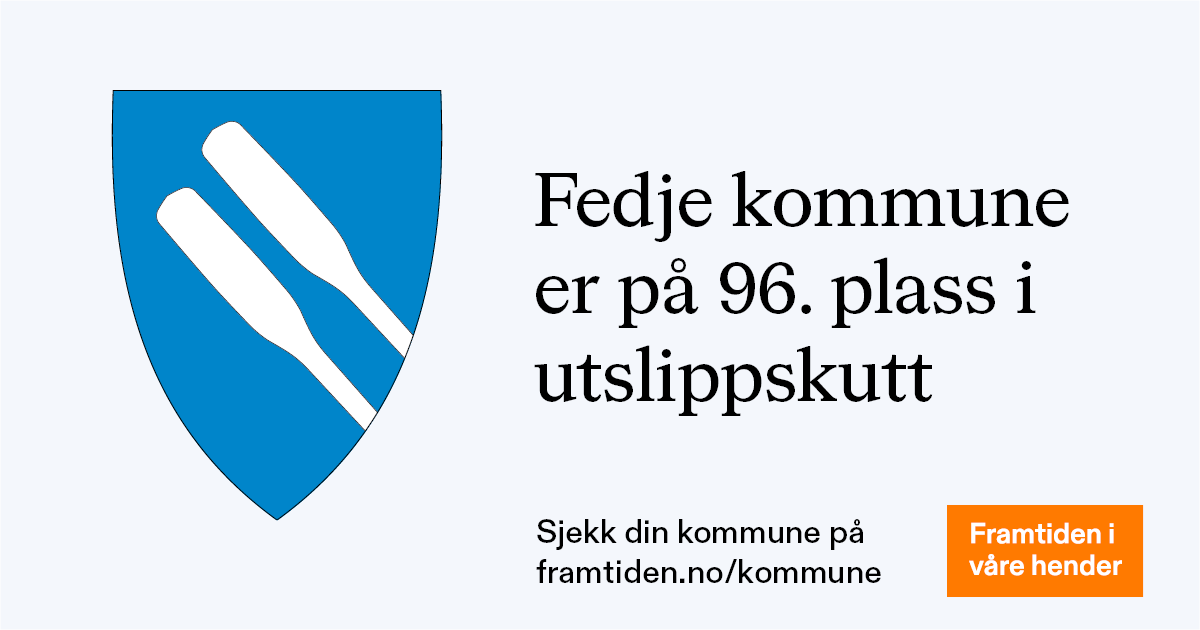 Fedje kommune
er på 96. plass i
utslippskutt
Sjekk din kommune på
framtiden.no/kommune
Framtiden i
våre hender